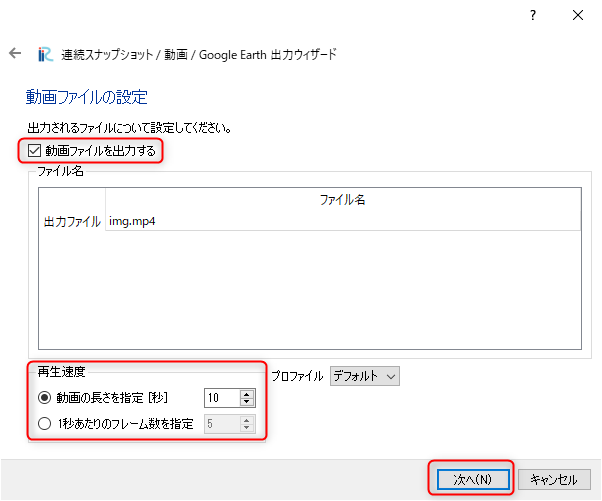 ?
連続スナップショット / 動画 / Google Earth 出力ウィザード
動画ファイルの設定
出力されるファイルについて設定してください。
動画ファイルを出力する
ファイル名
ファイル名
出力ファイル img.mp4
再生速度
プロファイル デフォルト
動画の長さを指定 [秒] 10
1秒あたりのフレーム数を指定 5
次へ(N) キャンセル